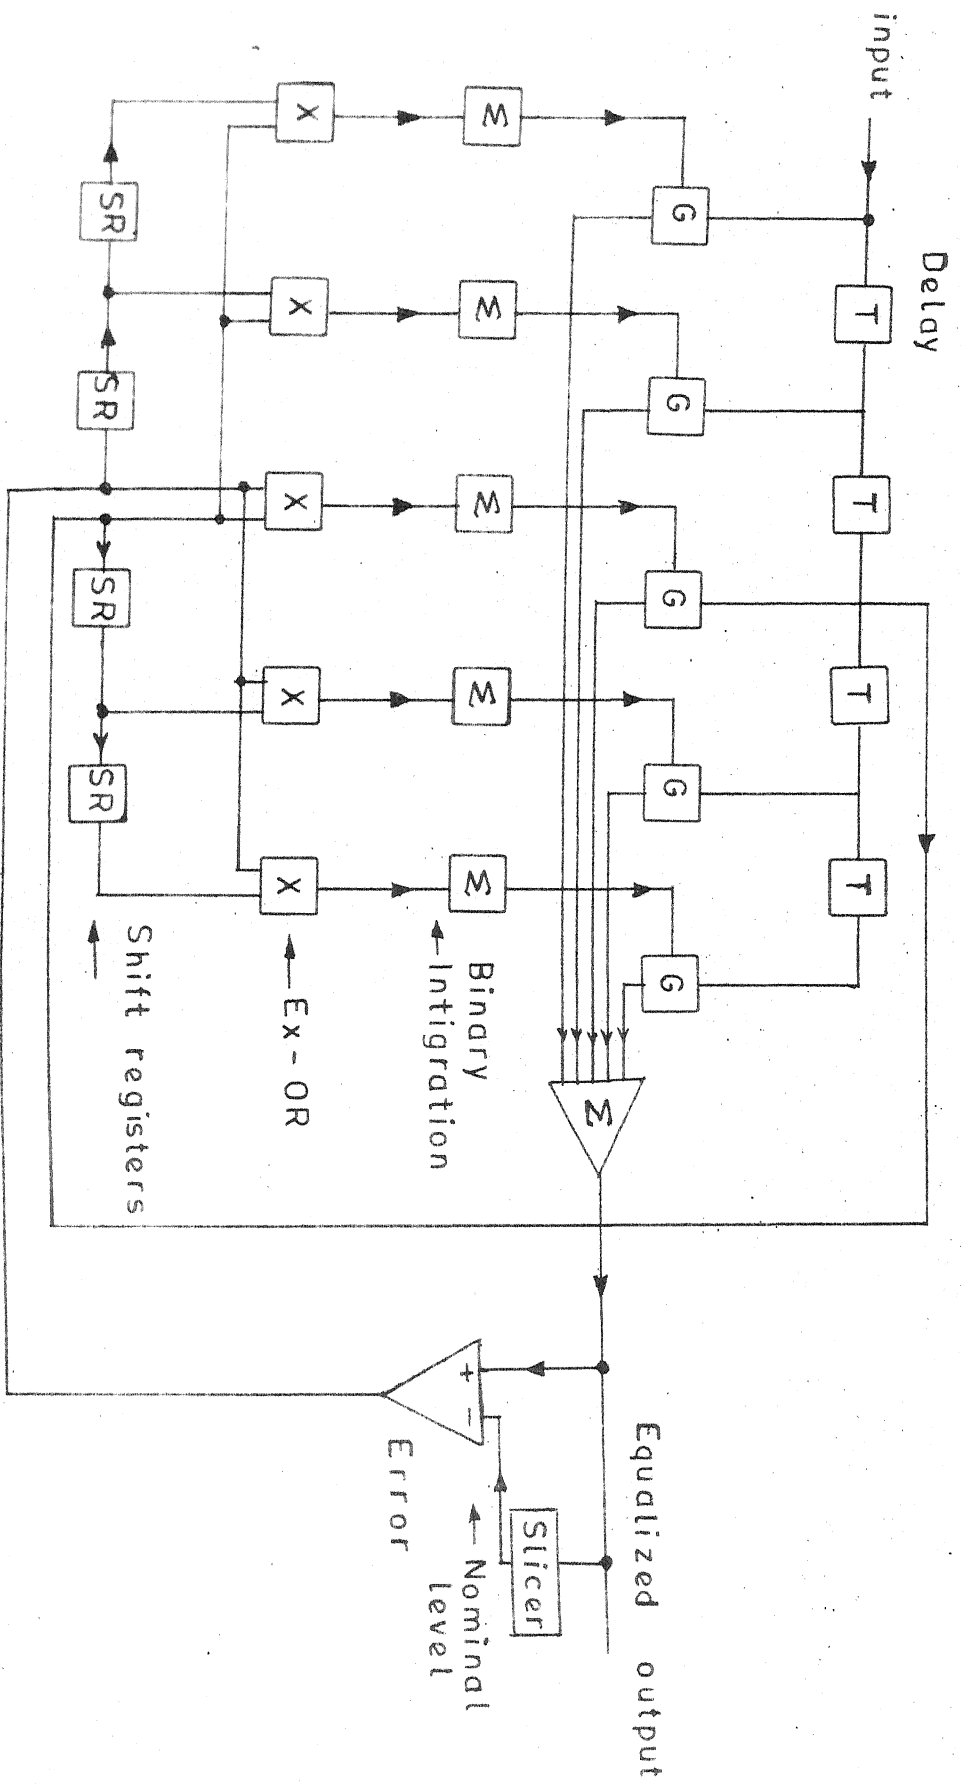 input
Delay
T T T T
G G G G G
Σ Σ Σ Σ Σ
Binary
Intigration
X X X X X
Ex-OR
SR SR SR SR
Shift registers
Σ
Equalized output
Slicer
Nominal
level
+ −
Error